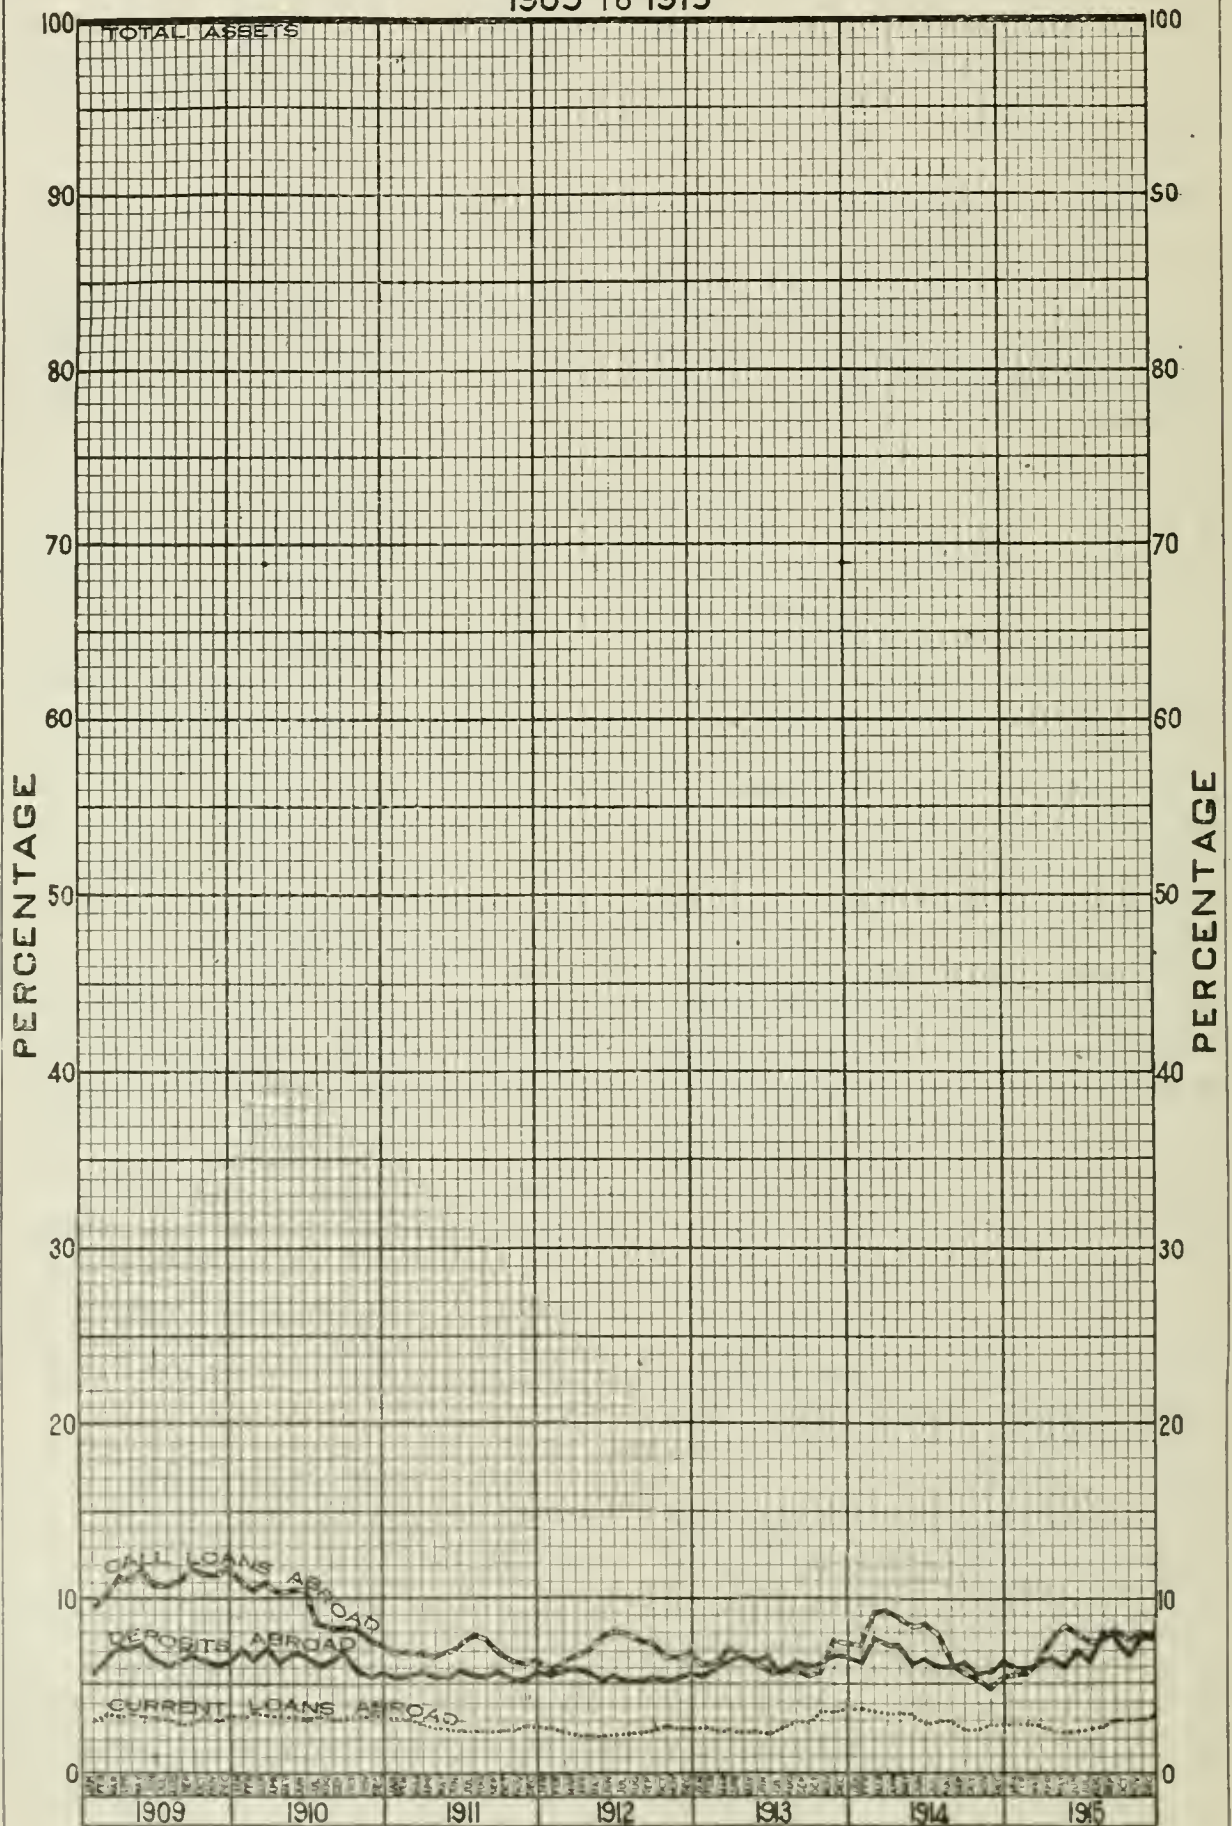 1909 TO 1915
100 100
TOTAL ASSETS
90 90
80 80
70 70
60 60
PERCENTAGE PERCENTAGE
50 50
40 40
30 30
20 20
CALL LOANS ABROAD
10 10
DEPOSITS ABROAD
CURRENT LOANS ABROAD
0 0
1909 1910 1911 1912 1913 1914 1915